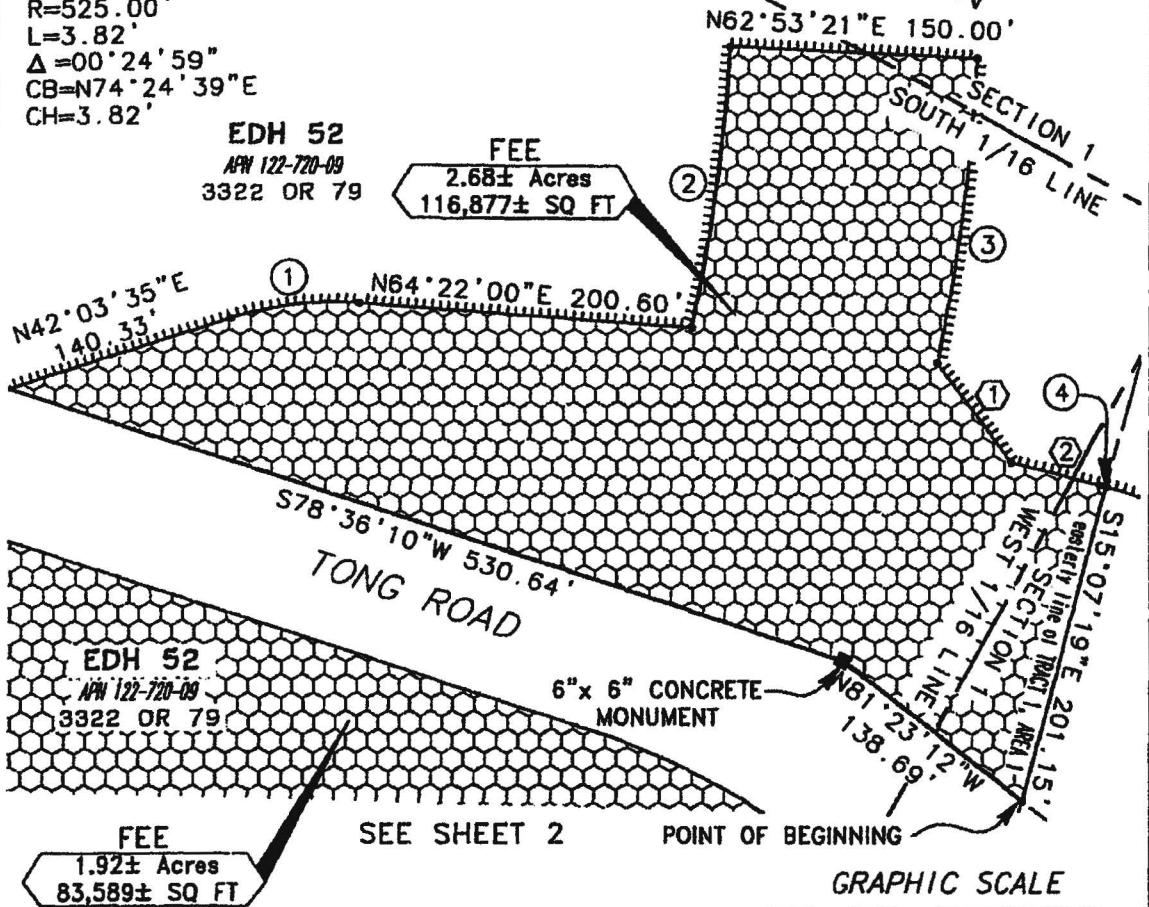 R=525.00'
L=3.82'
Δ=00°24'59"
CB=N74°24'39"E
CH=3.82'
N62°53'21"E 150.00'
SECTION 1
SOUTH 1/16 LINE
EDH 52
APN 122-720-09
3322 OR 79
FEE
2.68± Acres
116,877± SQ FT
2
3
1
N64°22'00"E 200.60'
N42°03'35"E
140.33'
1
4
2
S78°36'10"W 530.64'
TONG ROAD
WEST 1/16 LINE
SECTION 1
easterly line of TRACT 1, AREA 1
S15°07'19"E 201.15'
EDH 52
APN 122-720-09
3322 OR 79
6"x 6" CONCRETE
MONUMENT
N81°23'12"W
138.69'
SEE SHEET 2
POINT OF BEGINNING
FEE
1.92± Acres
83,589± SQ FT
GRAPHIC SCALE